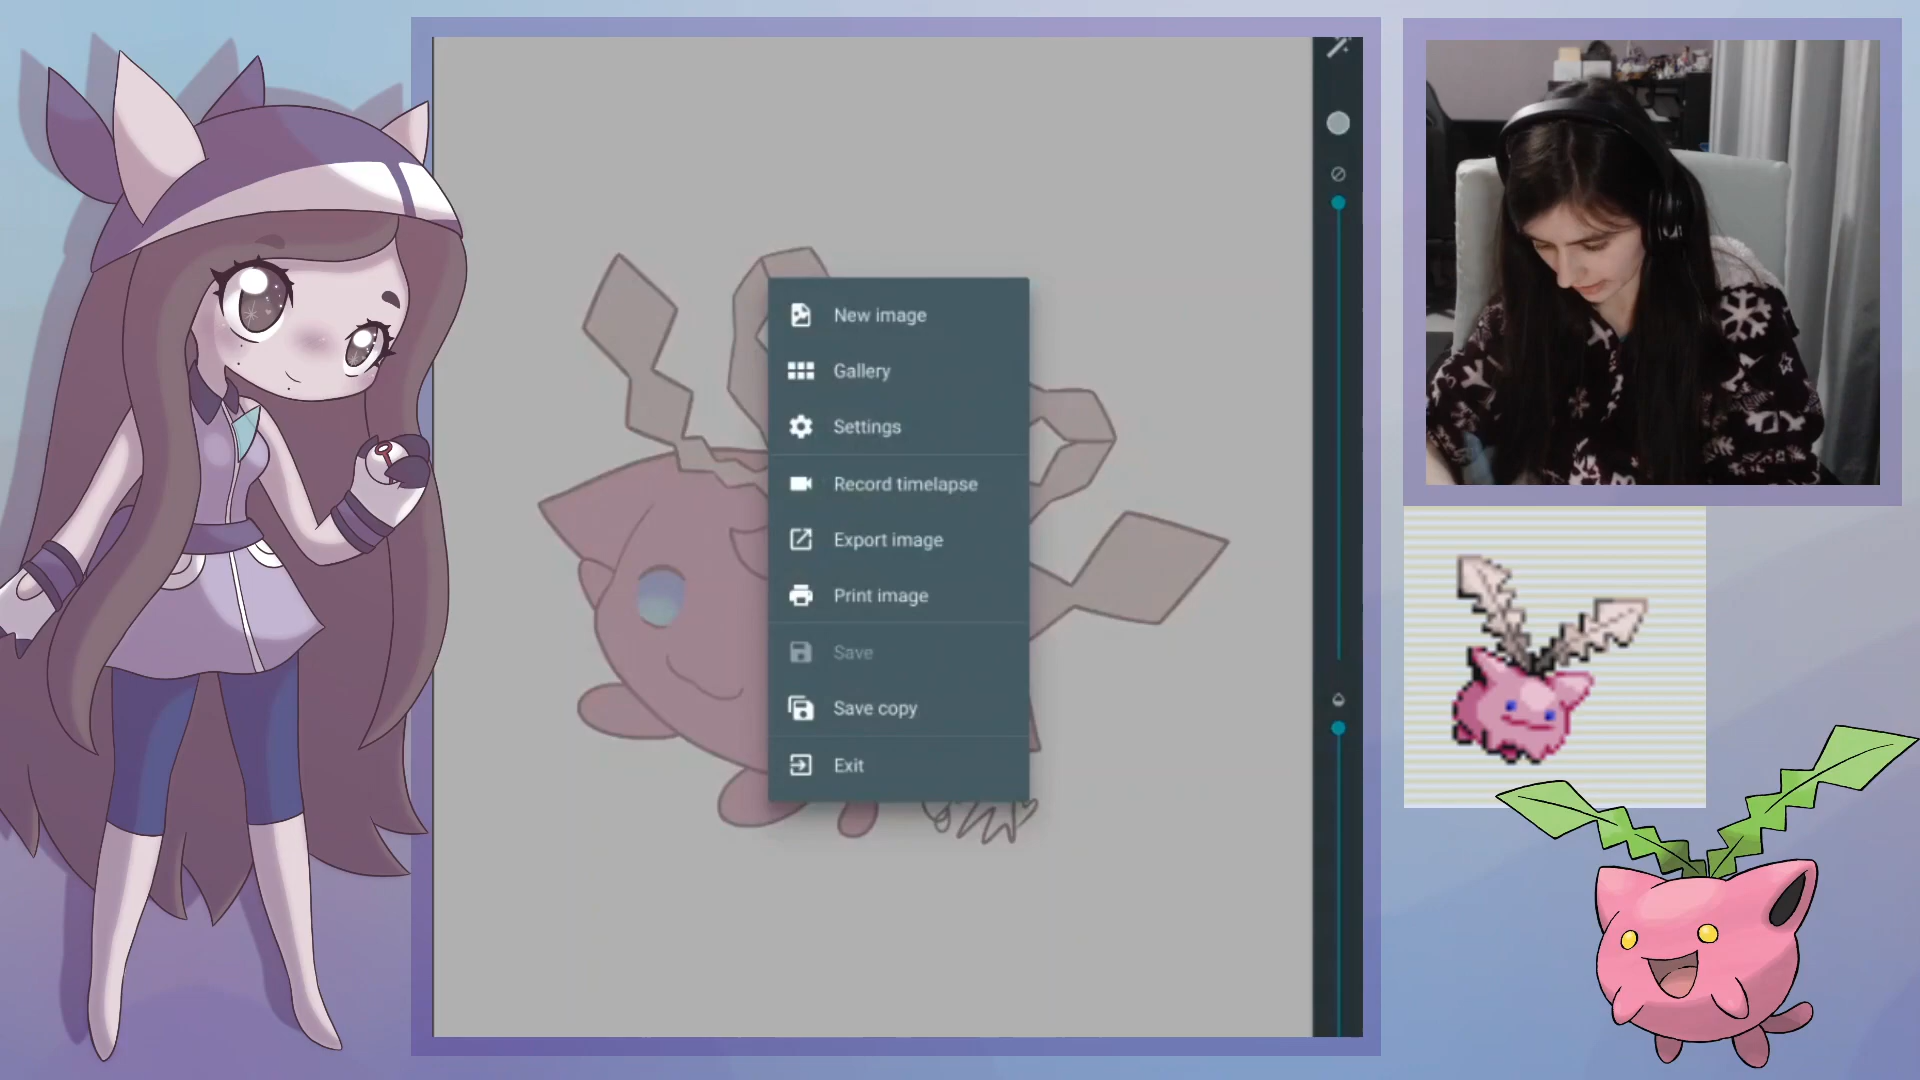 New image
Gallery
Settings
Record timelapse
Export image
Print image
Save
Save copy
Exit